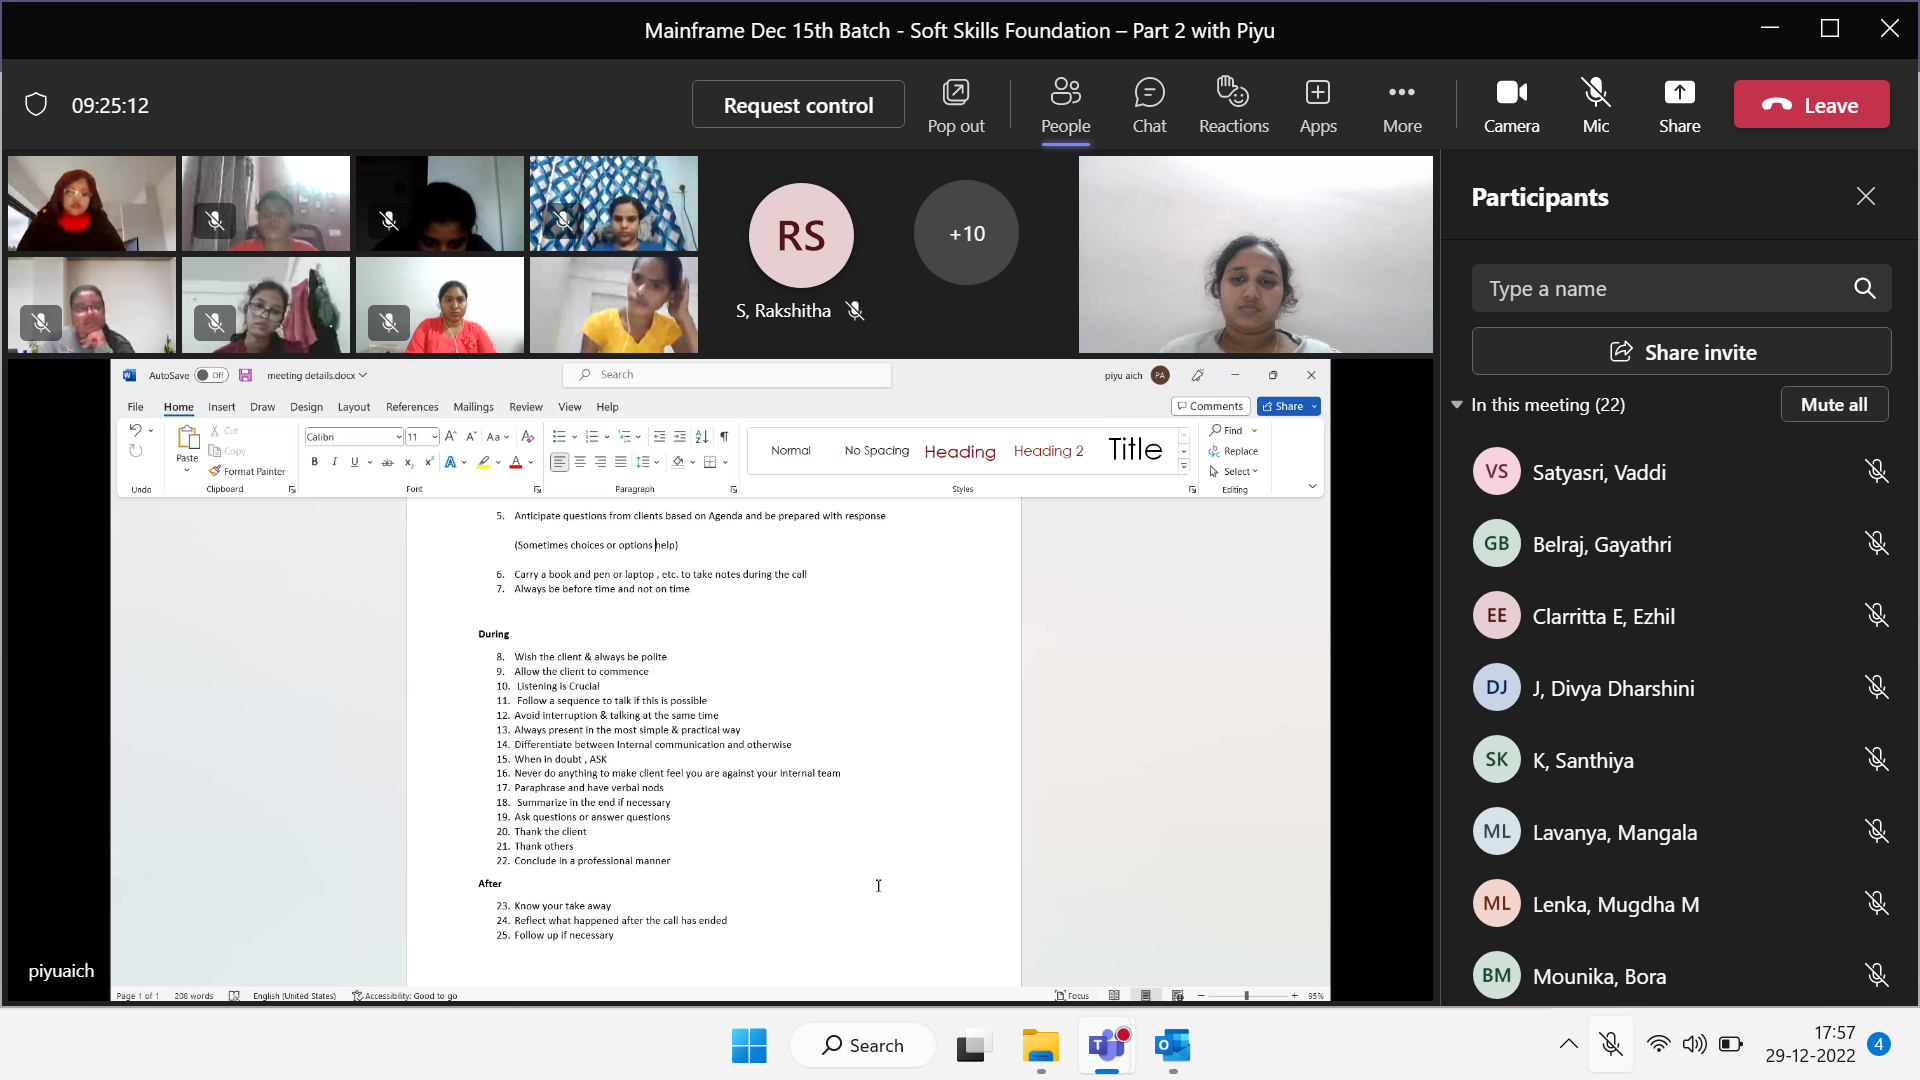 Mainframe Dec 15th Batch - Soft Skills Foundation – Part 2 with Piyu
09:25:12
Request control
Pop out
People
Chat
Reactions
Apps
More
Camera
Mic
Share
Leave
RS
+10
S, Rakshitha
Participants
Type a name
Share invite
In this meeting (22)
Mute all
VS
Satyasri, Vaddi
GB
Belraj, Gayathri
EE
Clarritta E, Ezhil
DJ
J, Divya Dharshini
SK
K, Santhiya
ML
Lavanya, Mangala
ML
Lenka, Mugdha M
BM
Mounika, Bora
AutoSave Off meeting details.docx
Search
piyu aich PA
File Home Insert Draw Design Layout References Mailings Review View Help
Comments Share
Paste
Cut
Copy
Format Painter
Calibri 11
Normal No Spacing Heading Heading 2 Title
Find
Replace
Select
Undo Clipboard Font Paragraph Styles Editing
5. Anticipate questions from clients based on Agenda and be prepared with response
(Sometimes choices or options help)
6. Carry a book and pen or laptop , etc. to take notes during the call
7. Always be before time and not on time
During
8. Wish the client & always be polite
9. Allow the client to commence
10. Listening is Crucial
11. Follow a sequence to talk if this is possible
12. Avoid interruption & talking at the same time
13. Always present in the most simple & practical way
14. Differentiate between Internal communication and otherwise
15. When in doubt , ASK
16. Never do anything to make client feel you are against your internal team
17. Paraphrase and have verbal nods
18. Summarize in the end if necessary
19. Ask questions or answer questions
20. Thank the client
21. Thank others
22. Conclude in a professional manner
After
23. Know your take away
24. Reflect what happened after the call has ended
25. Follow up if necessary
piyuaich
Page 1 of 1 208 words English (United States) Accessibility: Good to go
Focus 95%
Search
17:57
29-12-2022
4